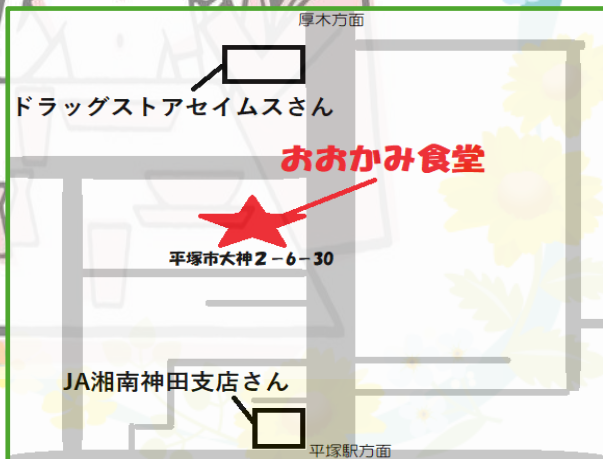 厚木方面
ドラッグストアセイムスさん
おおかみ食堂
平塚市大神2-6-30
JA湘南神田支店さん
平塚駅方面